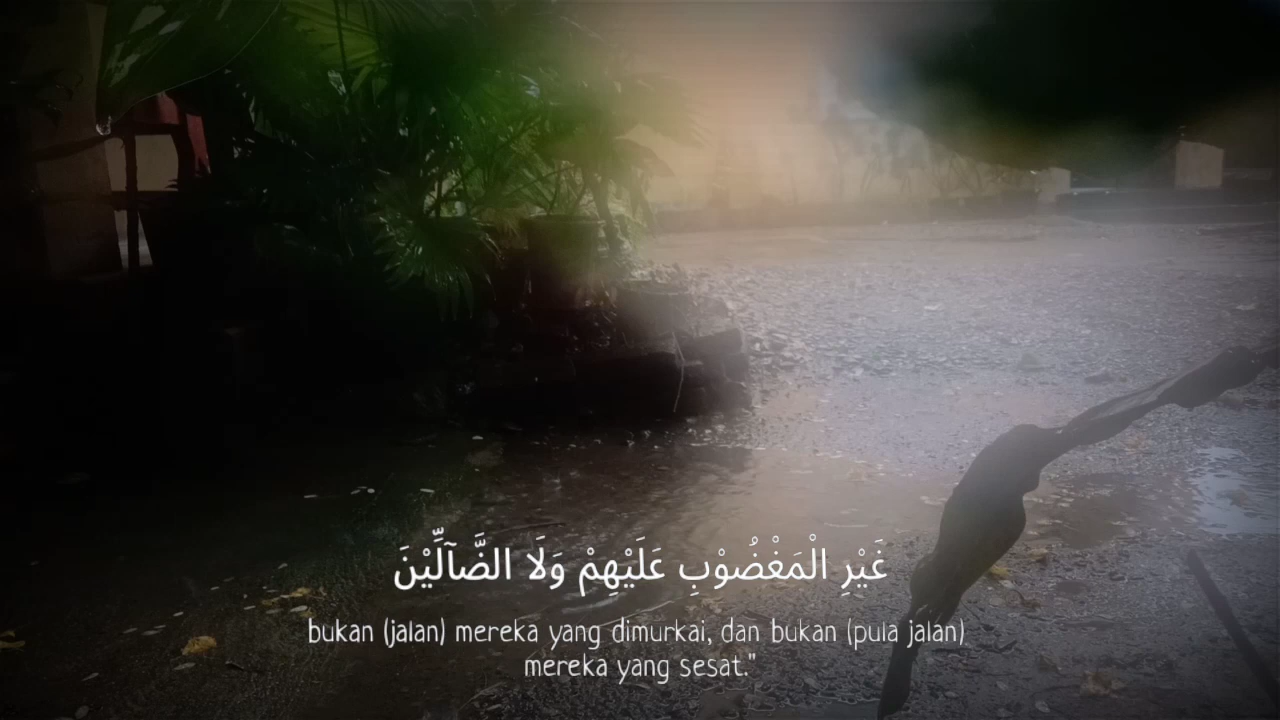 غَيْرِ الْمَغْضُوْبِ عَلَيْهِمْ وَلَا الضَّاۤلِّيْنَ
bukan (jalan) mereka yang dimurkai, dan bukan (pula jalan)
mereka yang sesat."